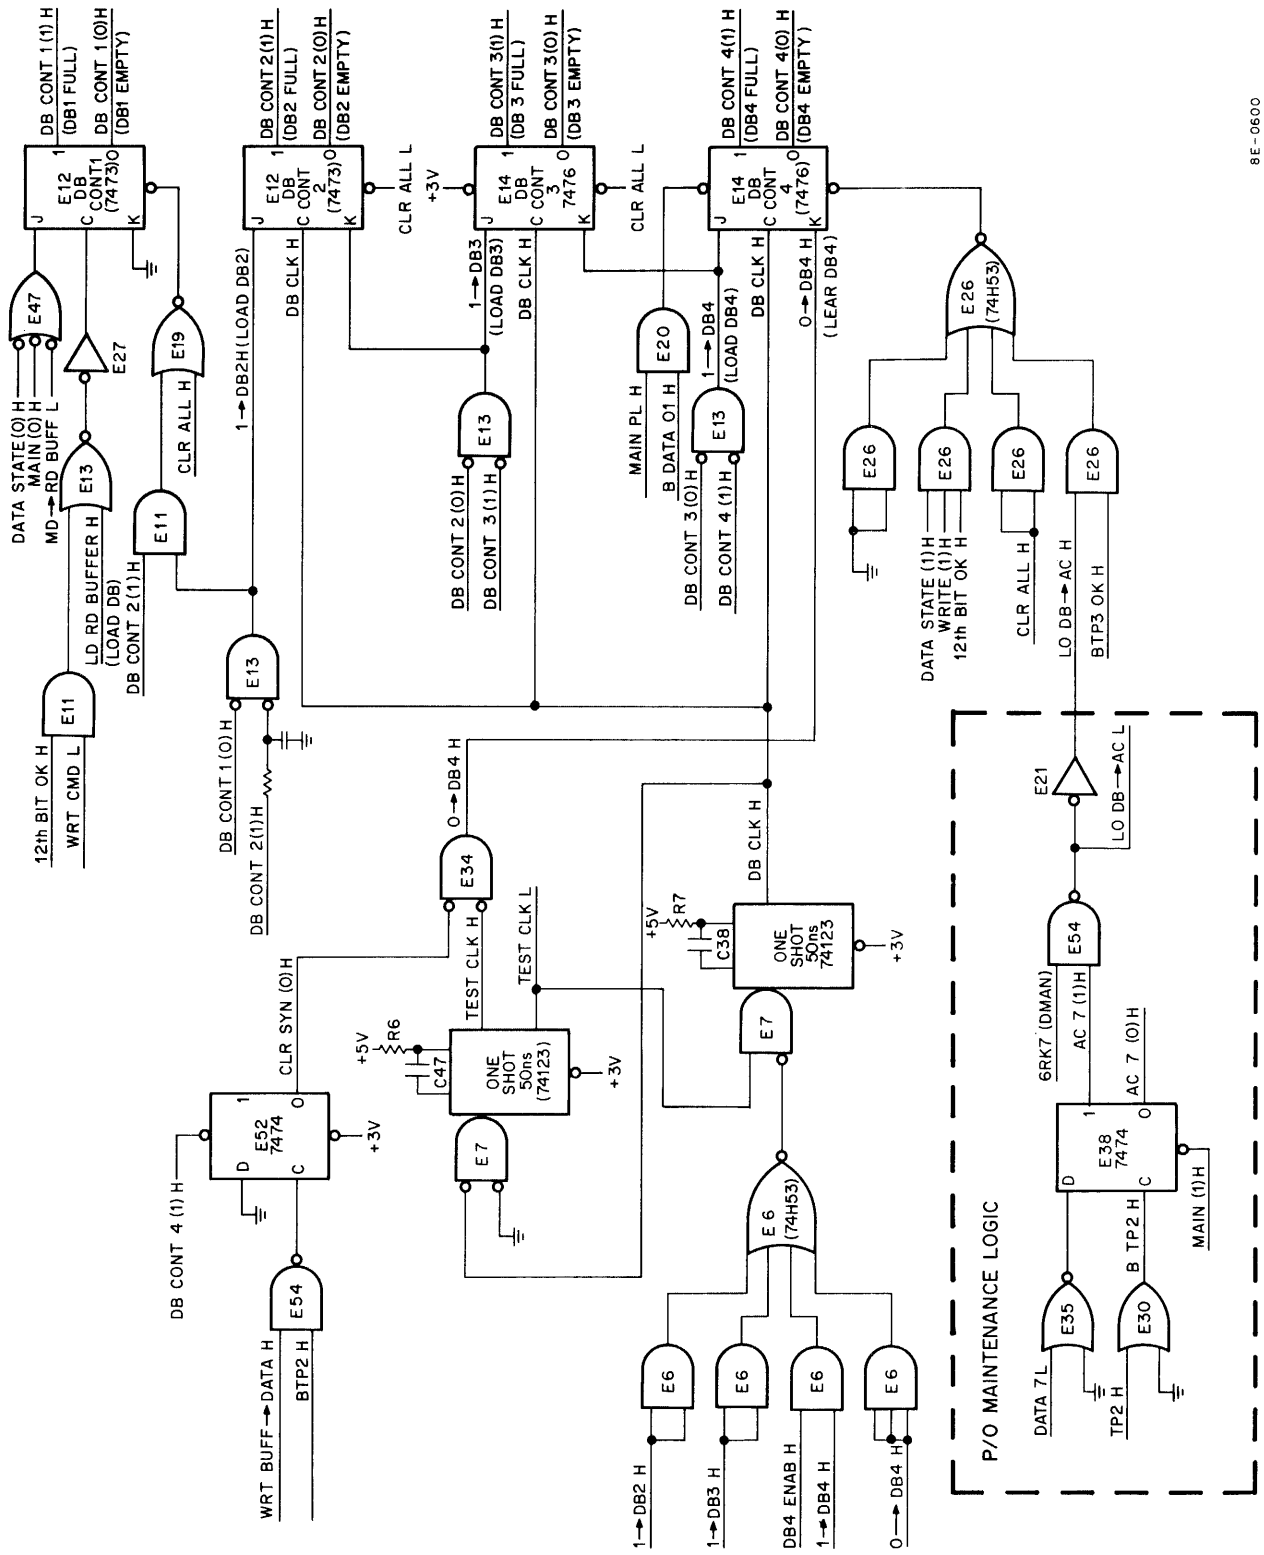 DB CONT 1 (1) H
(DB1 FULL)
DB CONT 1(0) H
(DB1 EMPTY)
E12
DB
CONT1
(7473)
J
C
K
1
0
E47
DATA STATE (0) H
MAIN (0) H
MD→RD BUFF L
E27
E13
E19
CLR ALL H
E11
LD RD BUFFER H
(LOAD DB)
DB CONT 2 (1) H
E11
12th BIT OK H
WRT CMD L
DB CONT 2(1) H
(DB2 FULL)
DB CONT 2(0) H
(DB2 EMPTY)
E12
DB
CONT
2
(7473)
J
C
K
1
0
CLR ALL L
1→DB2H (LOAD DB2)
DB CLK H
E13
DB CONT 1 (0) H
DB CONT 2(1) H
DB CONT 3(1) H
(DB 3 FULL)
DB CONT 3(0) H
(DB 3 EMPTY)
+3V
E14
DB
CONT
3
7476
J
C
K
1
0
CLR ALL L
1→DB3
(LOAD DB3)
DB CLK H
E13
DB CONT 2 (0) H
DB CONT 3 (1) H
DB CONT 4(1) H
(DB4 FULL)
DB CONT 4(0) H
(DB4 EMPTY)
E14
DB
CONT
4
(7476)
J
C
K
1
0
E20
MAIN PL H
B DATA 01 H
1→DB4
(LOAD DB4)
DB CLK H
0→DB4 H
(LEAR DB4)
E13
DB CONT 3 (0) H
DB CONT 4 (1) H
E26
(74H53)
E26
E26
E26
E26
DATA STATE (1) H
WRITE (1) H
12th BIT OK H
CLR ALL H
LO DB→AC H
BTP3 OK H
0→DB4 H
E34
CLR SYN (0) H
TEST CLK H
TEST CLK L
DB CLK H
+5V
R7
C38
ONE
SHOT
50ns
74123
+3V
E7
+5V
R6
C47
ONE
SHOT
50ns
(74123)
+3V
E7
DB CONT 4 (1) H
E52
7474
D
C
1
0
+3V
E54
WRT BUFF→DATA H
BTP2 H
E6
(74H53)
E6
E6
E6
E6
1→DB2 H
1→DB3 H
DB4 ENAB H
1→DB4 H
0→DB4 H
P/O MAINTENANCE LOGIC
E21
LO DB→AC L
E54
6RK7 (DMAN)
AC 7 (1) H
AC 7 (0) H
E38
7474
D
C
1
0
MAIN (1) H
B TP2 H
E35
E30
DATA 7 L
TP2 H
8E-0600